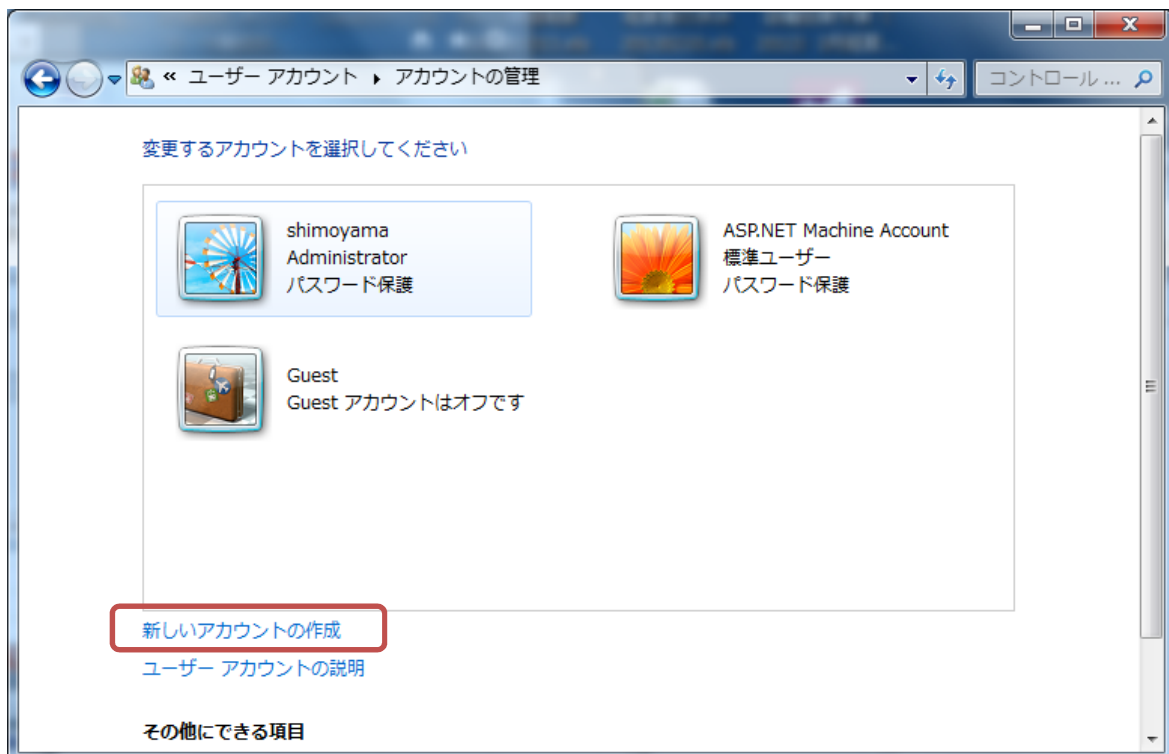 « ユーザー アカウント ▸ アカウントの管理
コントロール ...
変更するアカウントを選択してください
shimoyama
Administrator
パスワード保護
ASP.NET Machine Account
標準ユーザー
パスワード保護
Guest
Guest アカウントはオフです
新しいアカウントの作成
ユーザー アカウントの説明
その他にできる項目